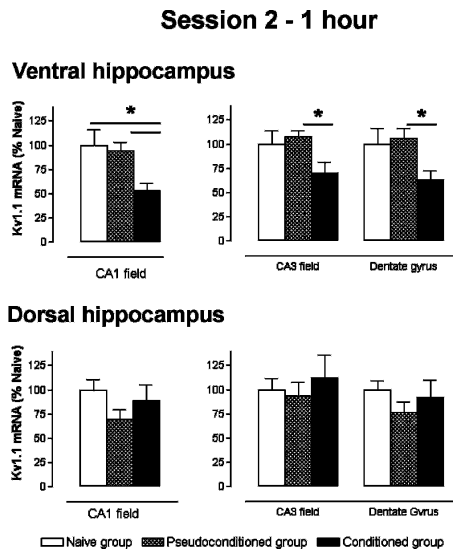 Session 2 - 1 hour
Ventral hippocampus
Kv1.1 mRNA (% Naive)
125
100
75
50
25
0
*
CA1 field
125
100
75
50
25
0
*
*
CA3 field
Dentate gyrus
Dorsal hippocampus
Kv1.1 mRNA (% Naive)
125
100
75
50
25
0
CA1 field
125
100
75
50
25
0
CA3 field
Dentate Gyrus
Naive group Pseudoconditioned group Conditioned group